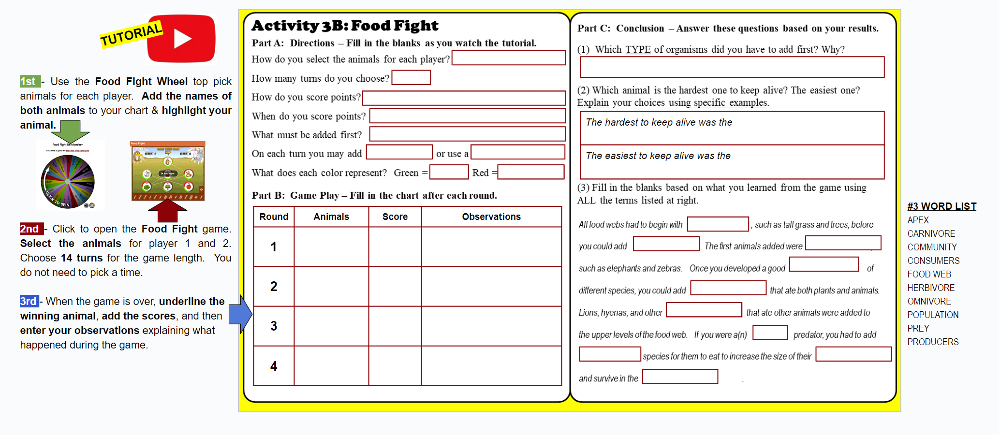 TUTORIAL
1st - Use the Food Fight Wheel top pick
animals for each player. Add the names of
both animals to your chart & highlight your
animal.
Food Fight Randomizer
Click here to go to the Brain Pop Food Fight game
CLICK TO SPIN
Food Fight
PLAY GAME
2nd - Click to open the Food Fight game.
Select the animals for player 1 and 2.
Choose 14 turns for the game length. You
do not need to pick a time.
3rd - When the game is over, underline the
winning animal, add the scores, and then
enter your observations explaining what
happened during the game.
Activity 3B: Food Fight
Part A: Directions – Fill in the blanks as you watch the tutorial.
How do you select the animals for each player?
How many turns do you choose?
How do you score points?
When do you score points?
What must be added first?
On each turn you may add or use a
What does each color represent? Green = Red =
Part B: Game Play – Fill in the chart after each round.
Round Animals Score Observations
1
2
3
4
Part C: Conclusion – Answer these questions based on your results.
(1) Which TYPE of organisms did you have to add first? Why?
(2) Which animal is the hardest one to keep alive? The easiest one?
Explain your choices using specific examples.
The hardest to keep alive was the
The easiest to keep alive was the
(3) Fill in the blanks based on what you learned from the game using
ALL the terms listed at right.
All food webs had to begin with , such as tall grass and trees, before
you could add . The first animals added were
such as elephants and zebras. Once you developed a good of
different species, you could add that ate both plants and animals.
Lions, hyenas, and other that ate other animals were added to
the upper levels of the food web. If you were a(n) predator, you had to add
species for them to eat to increase the size of their
and survive in the .
#3 WORD LIST
APEX
CARNIVORE
COMMUNITY
CONSUMERS
FOOD WEB
HERBIVORE
OMNIVORE
POPULATION
PREY
PRODUCERS